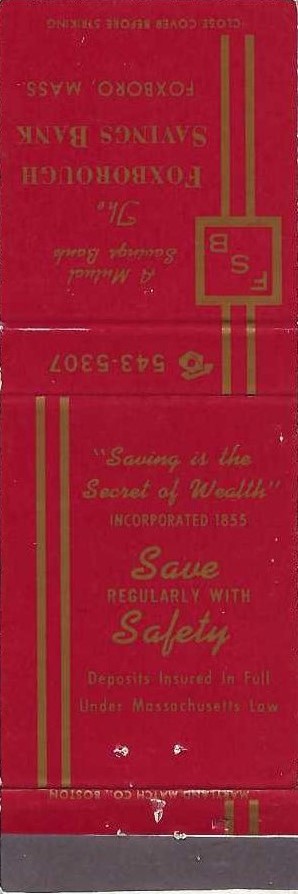 CLOSE COVER BEFORE STRIKING
FOXBORO, MASS.
SAVINGS BANK
FOXBOROUGH
The
Savings Bank
A Mutual
FSB
543-5307
"Saving is the
Secret of Wealth"
INCORPORATED 1855
Save
REGULARLY WITH
Safety
Deposits Insured In Full
Under Massachusetts Law
MARYLAND MATCH CO., BOSTON